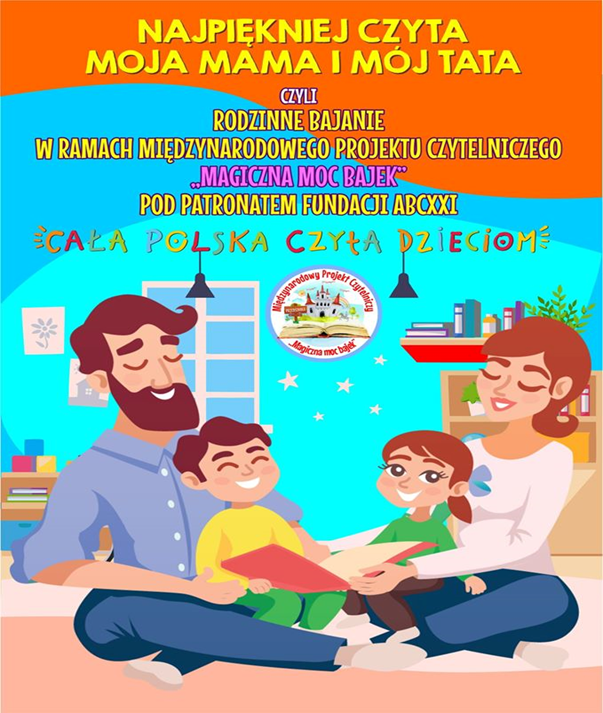 NAJPIĘKNIEJ CZYTA
MOJA MAMA I MÓJ TATA
CZYLI
RODZINNE BAJANIE
W RAMACH MIĘDZYNARODOWEGO PROJEKTU CZYTELNICZEGO
„MAGICZNA MOC BAJEK”
POD PATRONATEM FUNDACJI ABCXXI
CAŁA POLSKA CZYTA DZIECIOM
Międzynarodowy Projekt Czytelniczy
"Magiczna moc bajek"